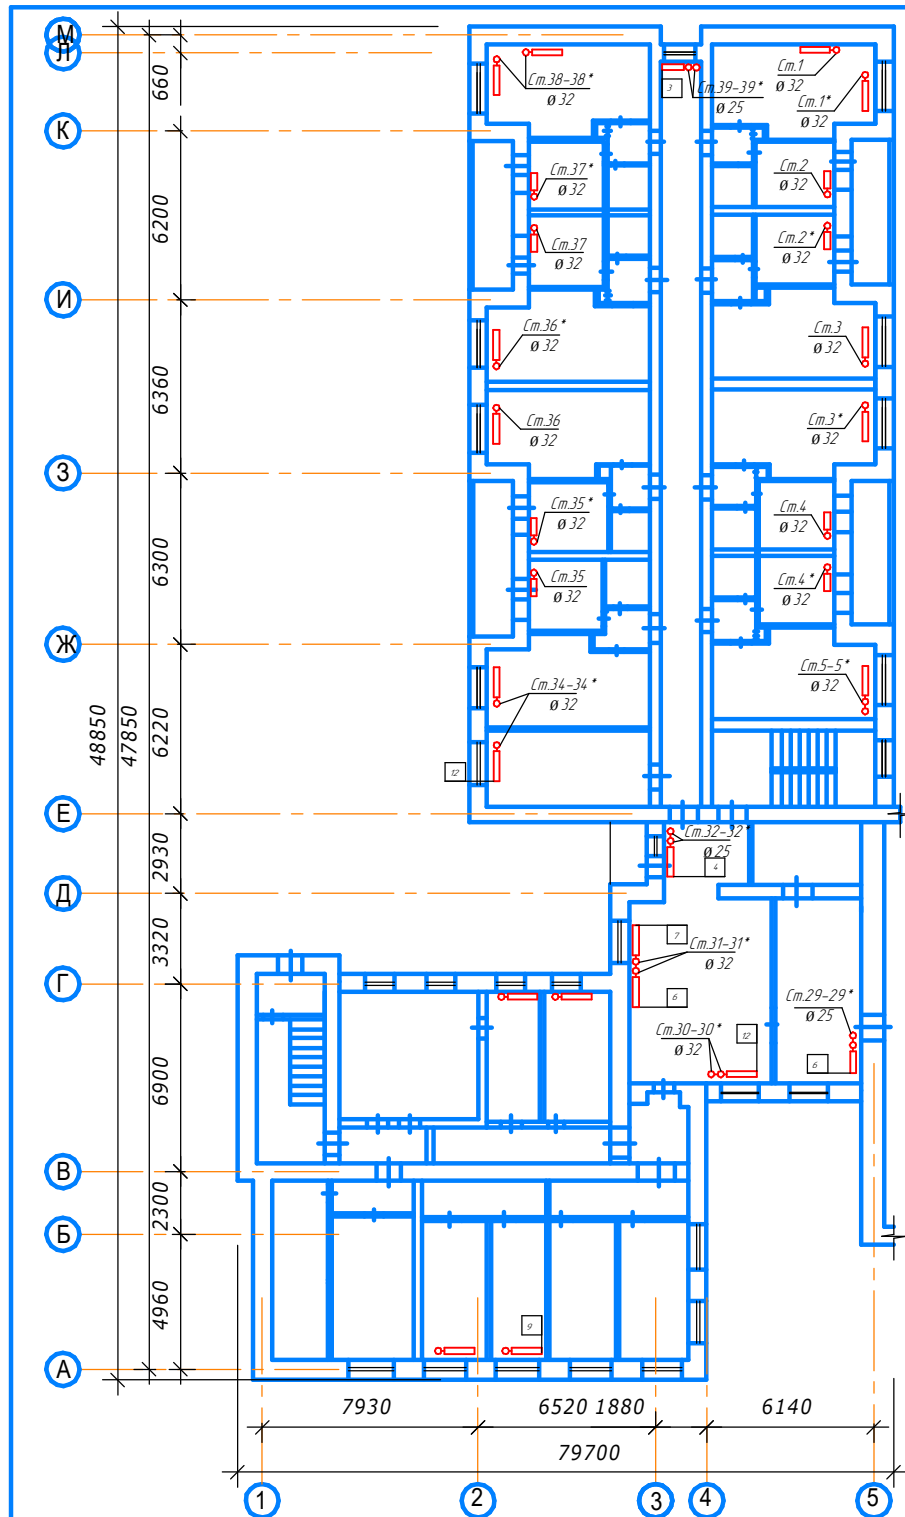 М
Л
Ст.38-38*
Ø 32
Ст.1
Ø 32
Ст.39-39*
Ø 25
Ст.1*
Ø 32
3
660
К
Ст.37*
Ø 32
Ст.2
Ø 32
6200
Ст.37
Ø 32
Ст.2*
Ø 32
И
Ст.36*
Ø 32
Ст.3
Ø 32
6360
Ст.36
Ø 32
Ст.3*
Ø 32
З
Ст.35*
Ø 32
Ст.4
Ø 32
6300
Ст.35
Ø 32
Ст.4*
Ø 32
Ж
Ст.34-34*
Ø 32
Ст.5-5*
Ø 32
48850
47850
6220
12
Е
Ст.32-32*
Ø 25
4
2930
Д
3320
7
Ст.31-31*
Ø 32
6
Г
Ст.29-29*
Ø 25
Ст.30-30*
Ø 32
12
6
6900
В
2300
Б
4960
9
А
7930
6520
1880
6140
79700
1
2
3
4
5